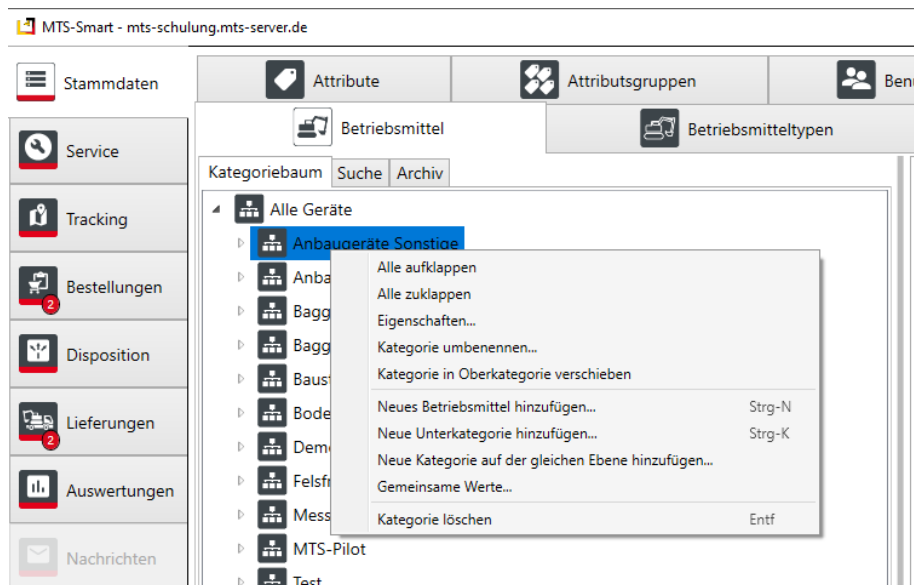 MTS-Smart - mts-schulung.mts-server.de
Stammdaten
Attribute
Attributsgruppen
Betriebsmittel
Betriebsmitteltypen
Service
Kategoriebaum
Suche
Archiv
Alle Geräte
Tracking
Anbaugeräte Sonstige
Alle aufklappen
Alle zuklappen
Bestellungen
2
Eigenschaften...
Kategorie umbenennen...
Disposition
Kategorie in Oberkategorie verschieben
Neues Betriebsmittel hinzufügen... Strg-N
Lieferungen
2
Neue Unterkategorie hinzufügen... Strg-K
Neue Kategorie auf der gleichen Ebene hinzufügen...
Auswertungen
Gemeinsame Werte...
Kategorie löschen Entf
Nachrichten
MTS-Pilot
Test